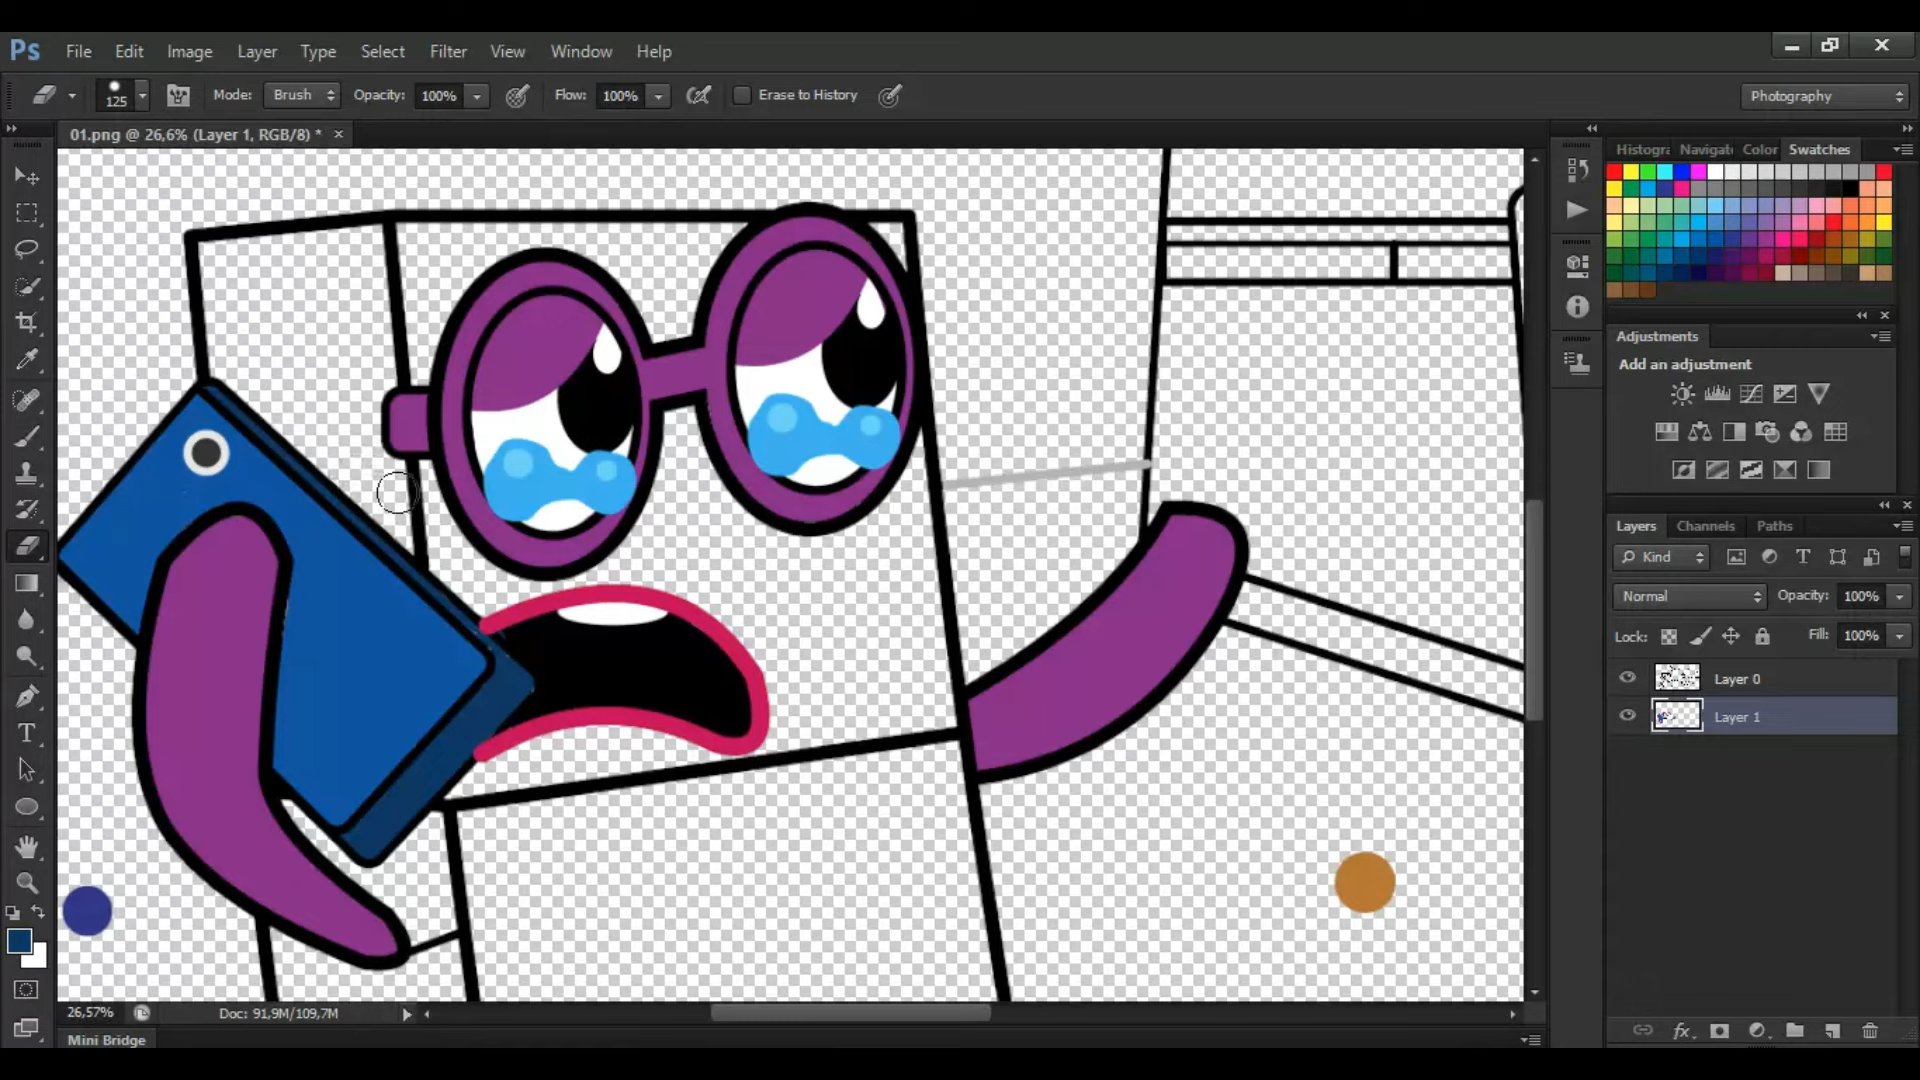 Ps File Edit Image Layer Type Select Filter View Window Help
125 Mode: Brush Opacity: 100% Flow: 100% Erase to History Photography
01.png @ 26,6% (Layer 1, RGB/8) *
Histogra Navigate Color Swatches
Adjustments
Add an adjustment
Layers Channels Paths
Kind
Normal Opacity: 100%
Lock: Fill: 100%
Layer 0
Layer 1
26,57% Doc: 91,9M/109,7M
Mini Bridge